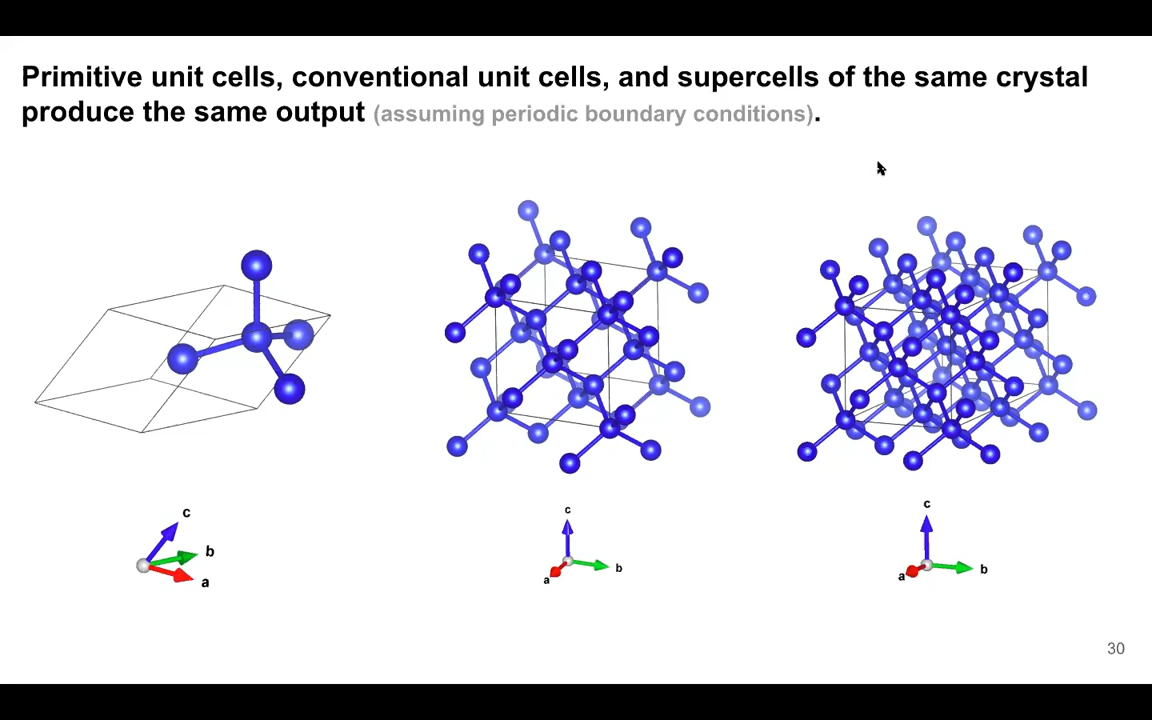 Primitive unit cells, conventional unit cells, and supercells of the same crystal
produce the same output (assuming periodic boundary conditions).
c
b
a
c
b
a
c
b
a
30